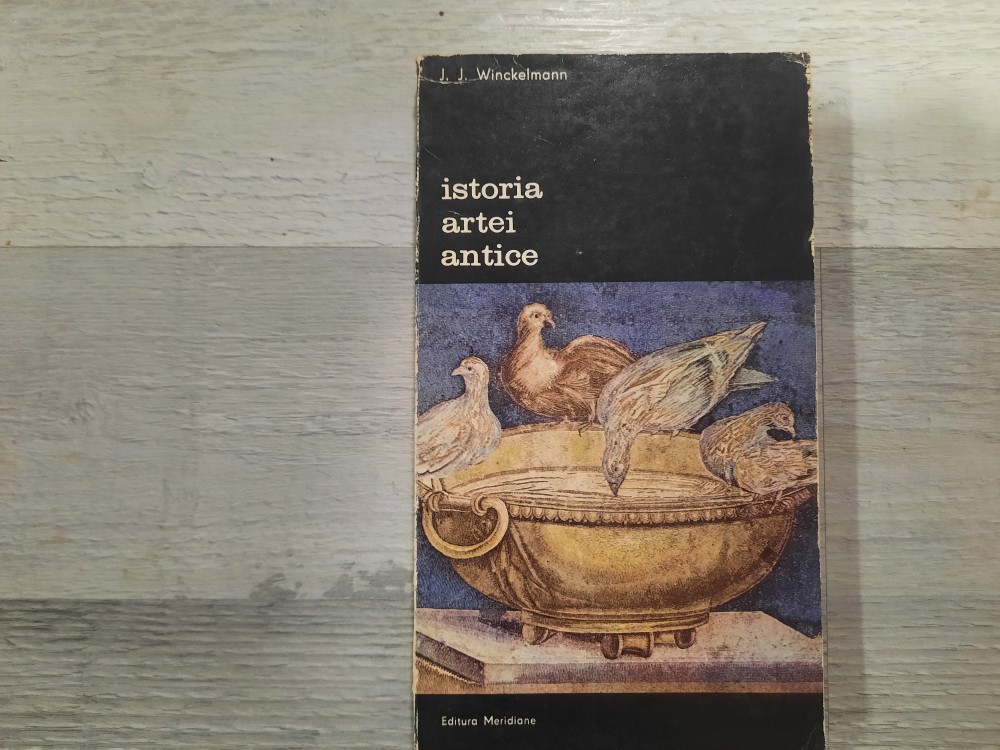 J. J. Winckelmann
istoria
artei
antice
Editura Meridiane